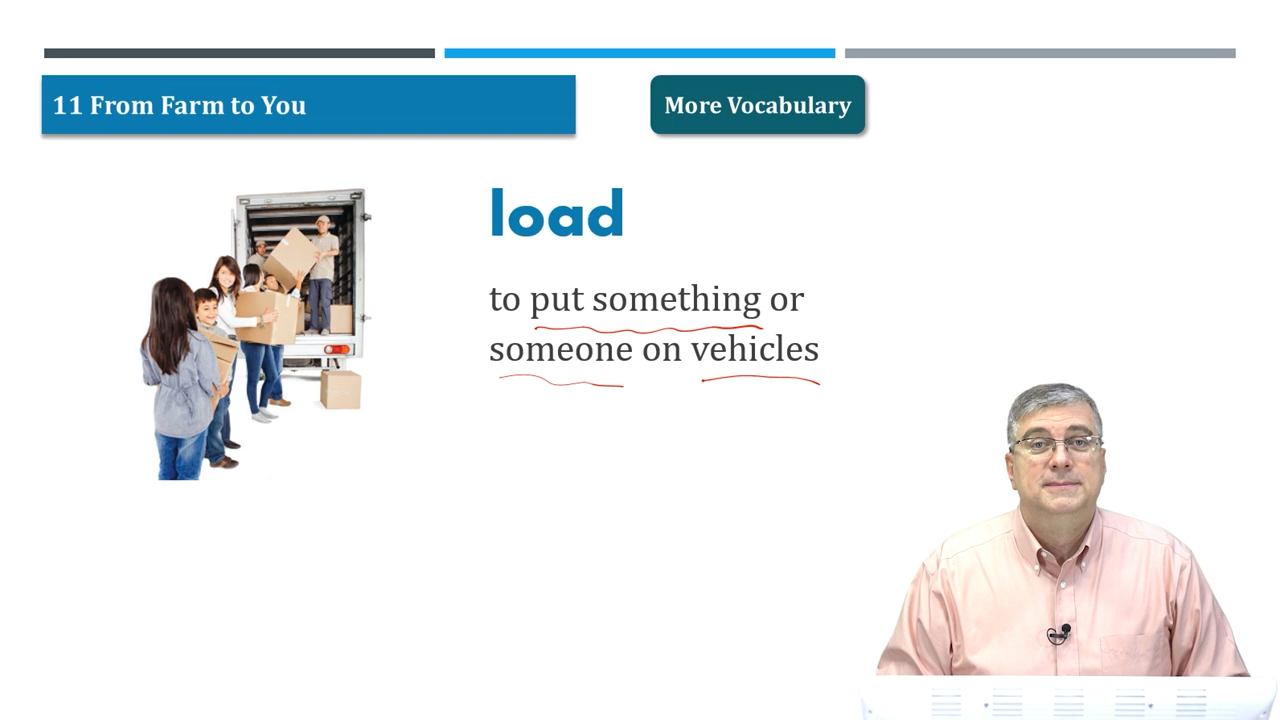 11 From Farm to You
More Vocabulary
load
to put something or
someone on vehicles